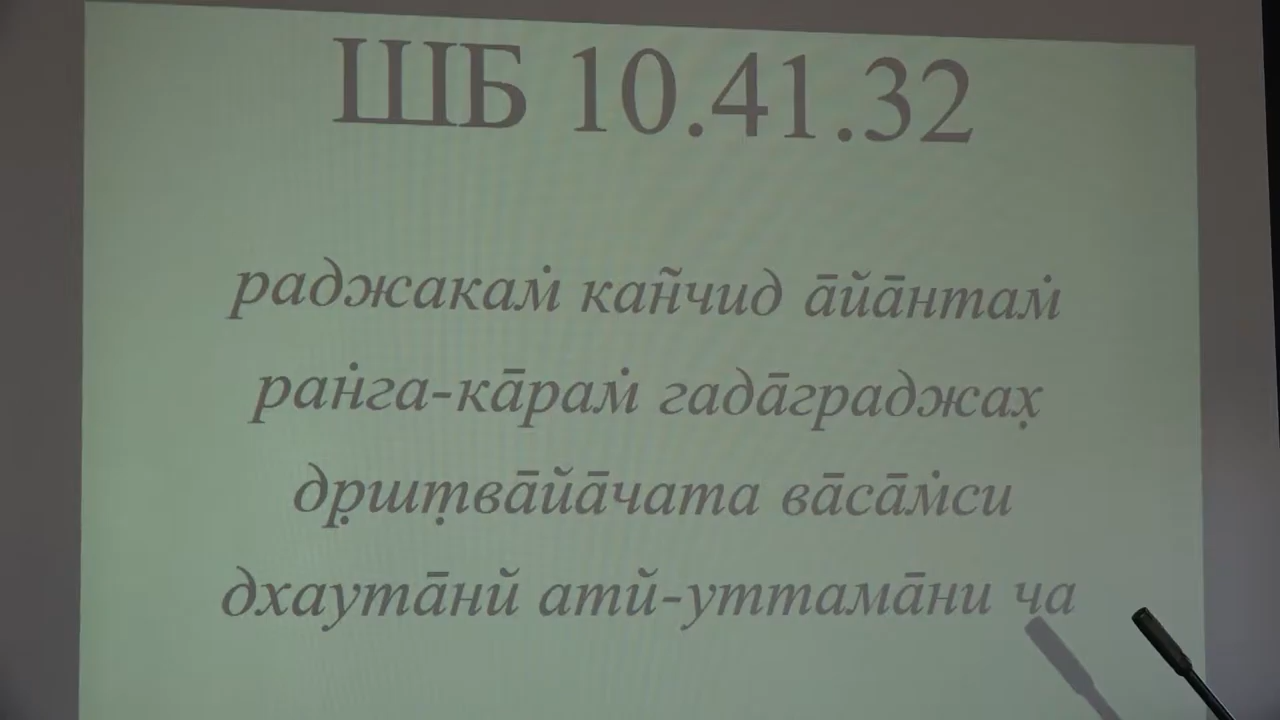 ШБ 10.41.32
раджакам̇ кан̃чид а̄йа̄нтам̇
ран̇га-ка̄рам̇ гада̄граджах̣
др̣шт̣ва̄йа̄чата ва̄са̄м̇си
дхаута̄нй атй-уттама̄ни ча